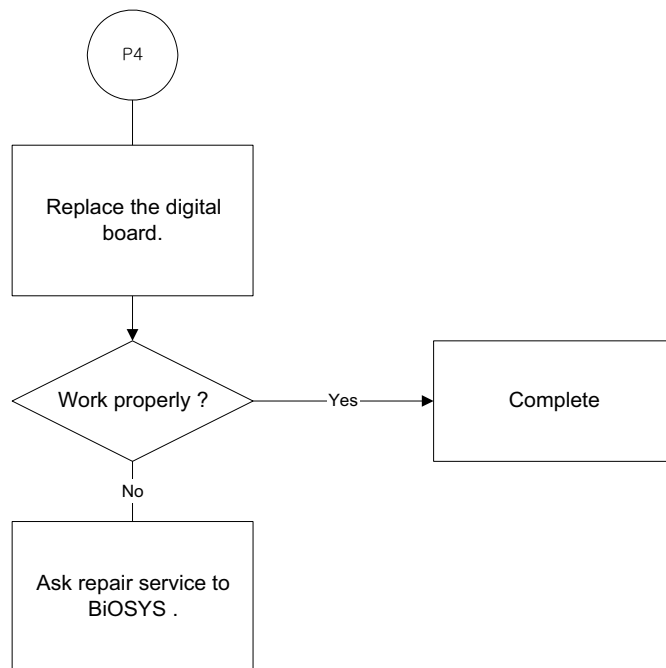 P4
Replace the digital
board.
Work properly ?
Yes
Complete
No
Ask repair service to
BiOSYS .